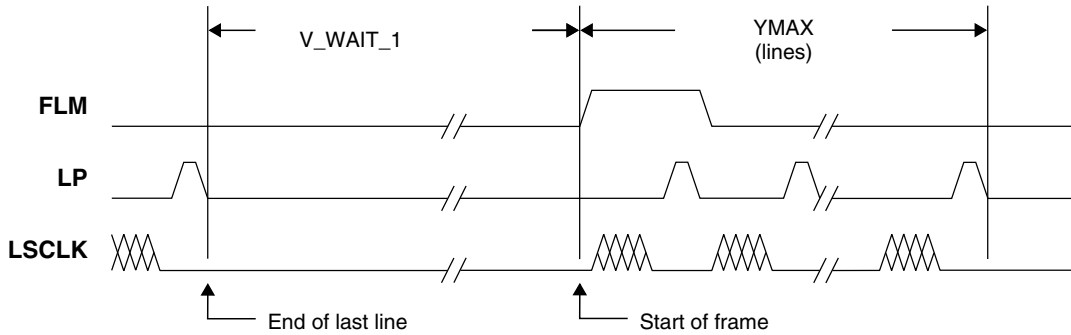 V_WAIT_1
YMAX
(lines)
FLM
LP
LSCLK
End of last line
Start of frame